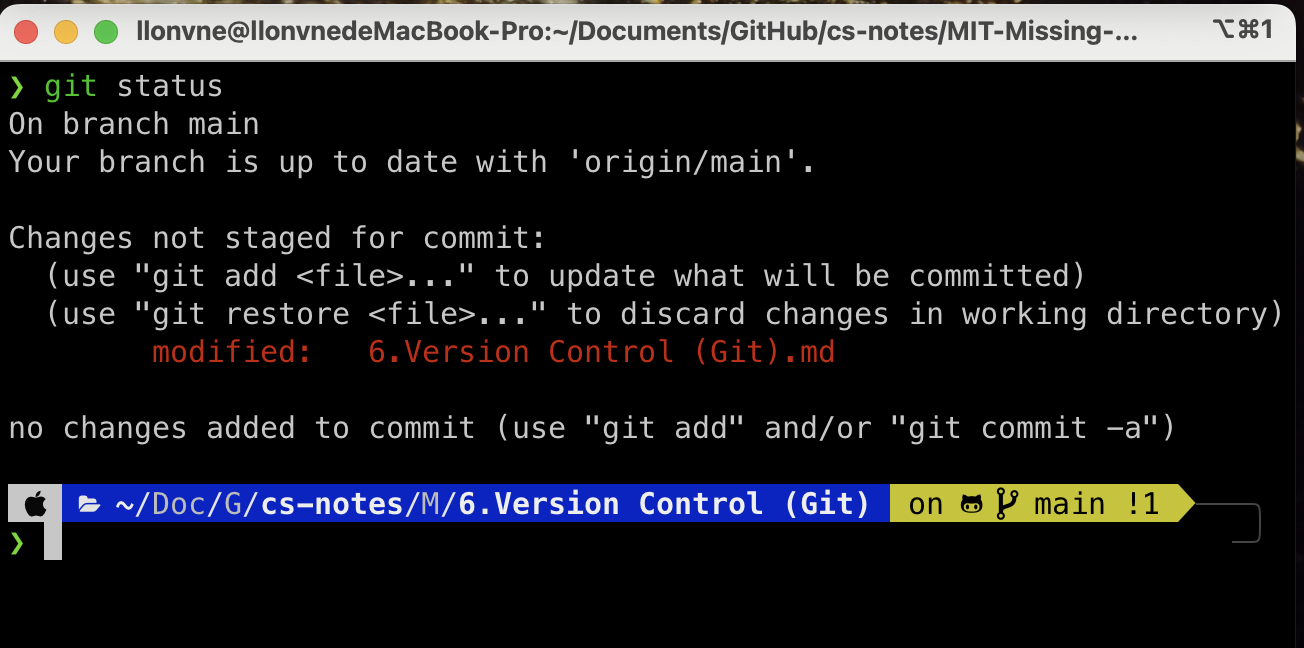 llonvne@llonvnedeMacBook-Pro:~/Documents/GitHub/cs-notes/MIT-Missing-... ⌥⌘1
❯ git status
On branch main
Your branch is up to date with 'origin/main'.
Changes not staged for commit:
  (use "git add <file>..." to update what will be committed)
  (use "git restore <file>..." to discard changes in working directory)
        modified:   6.Version Control (Git).md
no changes added to commit (use "git add" and/or "git commit -a")
~/Doc/G/cs-notes/M/6.Version Control (Git) on main !1
❯